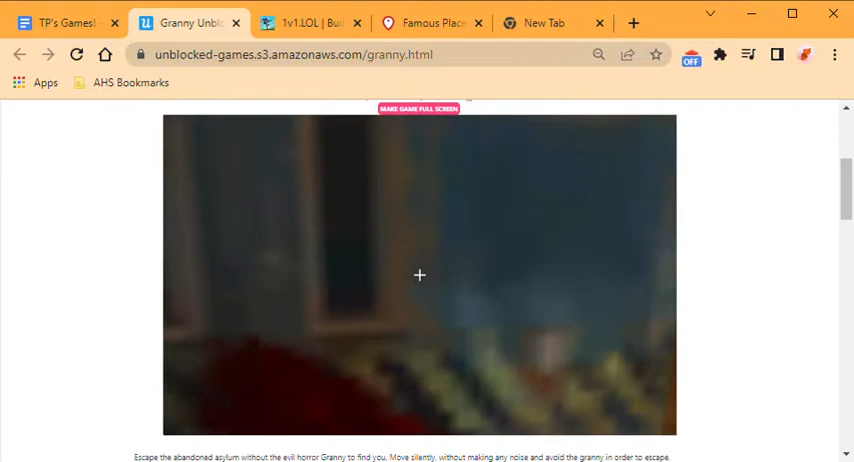 TP's Games! -
Granny Unblo
1v1.LOL | Buil
Famous Place
New Tab
unblocked-games.s3.amazonaws.com/granny.html
OFF
Apps
AHS Bookmarks
MAKE GAME FULL SCREEN
Escape the abandoned asylum without the evil horror Granny to find you. Move silently, without making any noise and avoid the granny in order to escape.